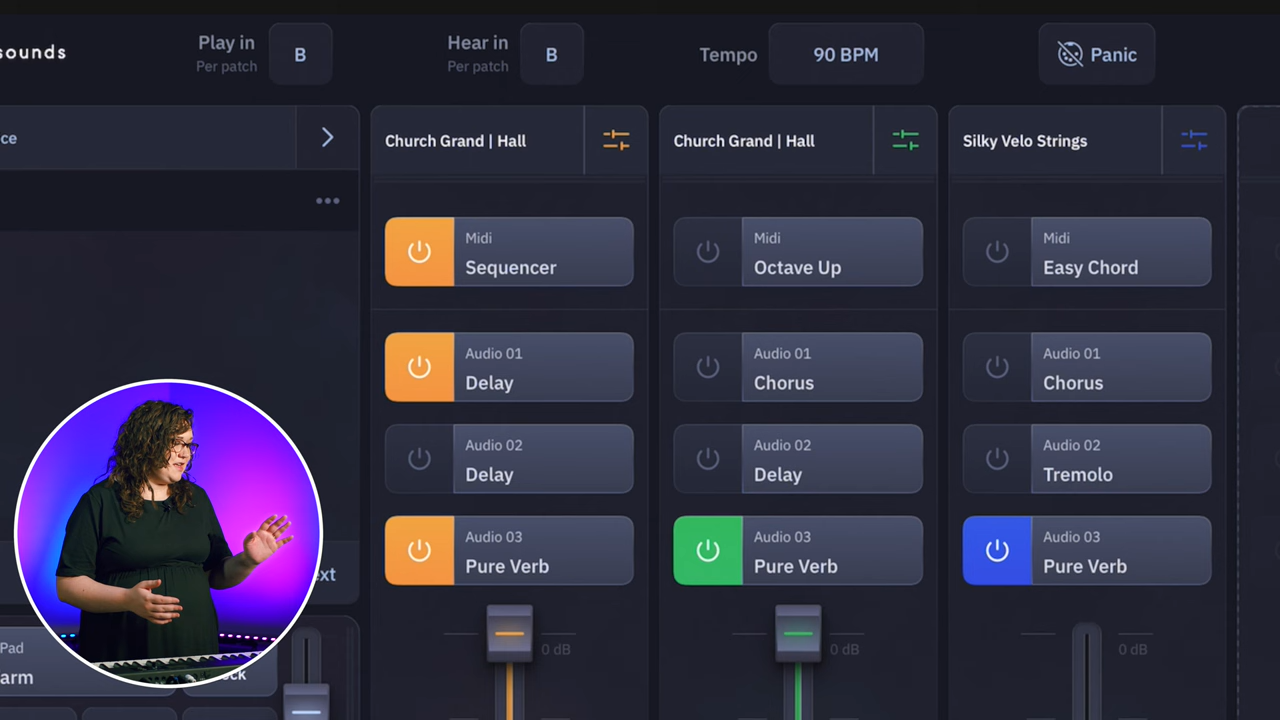 sounds
Play in
Per patch
B
Hear in
Per patch
B
Tempo
90 BPM
Panic
ce
Church Grand | Hall
Midi
Sequencer
Audio 01
Delay
Audio 02
Delay
Audio 03
Pure Verb
0 dB
Church Grand | Hall
Midi
Octave Up
Audio 01
Chorus
Audio 02
Delay
Audio 03
Pure Verb
0 dB
Silky Velo Strings
Midi
Easy Chord
Audio 01
Chorus
Audio 02
Tremolo
Audio 03
Pure Verb
0 dB
ext
Pad
arm
ck